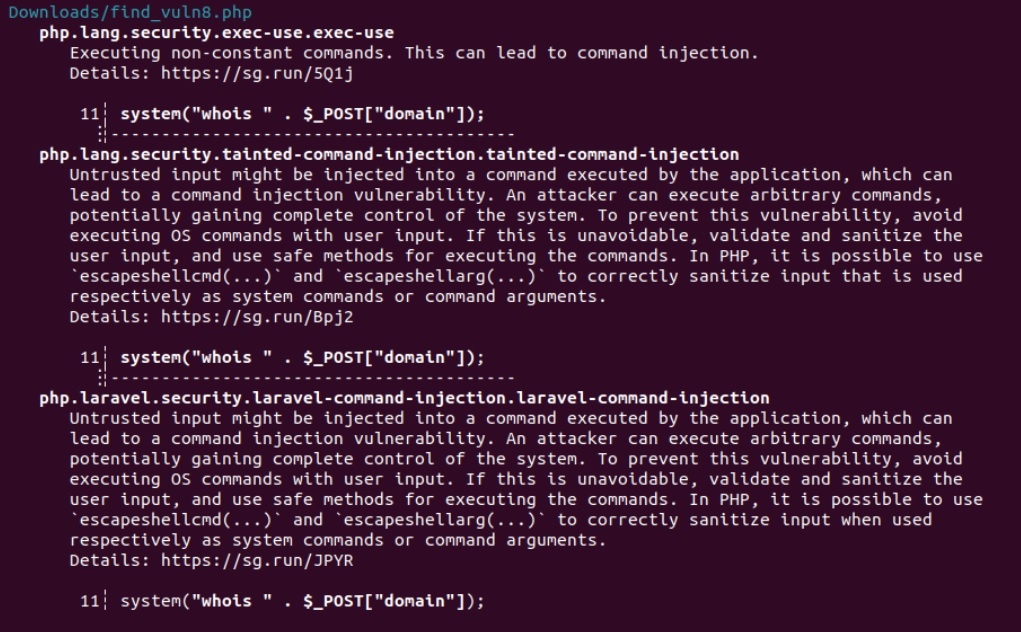 Downloads/find_vuln8.php
php.lang.security.exec-use.exec-use
Executing non-constant commands. This can lead to command injection.
Details: https://sg.run/5Q1j
11┆ system("whois " . $_POST["domain"]);
⋮┆----------------------------------------
php.lang.security.tainted-command-injection.tainted-command-injection
Untrusted input might be injected into a command executed by the application, which can
lead to a command injection vulnerability. An attacker can execute arbitrary commands,
potentially gaining complete control of the system. To prevent this vulnerability, avoid
executing OS commands with user input. If this is unavoidable, validate and sanitize the
user input, and use safe methods for executing the commands. In PHP, it is possible to use
`escapeshellcmd(...)` and `escapeshellarg(...)` to correctly sanitize input that is used
respectively as system commands or command arguments.
Details: https://sg.run/Bpj2
11┆ system("whois " . $_POST["domain"]);
⋮┆----------------------------------------
php.laravel.security.laravel-command-injection.laravel-command-injection
Untrusted input might be injected into a command executed by the application, which can
lead to a command injection vulnerability. An attacker can execute arbitrary commands,
potentially gaining complete control of the system. To prevent this vulnerability, avoid
executing OS commands with user input. If this is unavoidable, validate and sanitize the
user input, and use safe methods for executing the commands. In PHP, it is possible to use
`escapeshellcmd(...)` and `escapeshellarg(...)` to correctly sanitize input when used
respectively as system commands or command arguments.
Details: https://sg.run/JPYR
11┆ system("whois " . $_POST["domain"]);